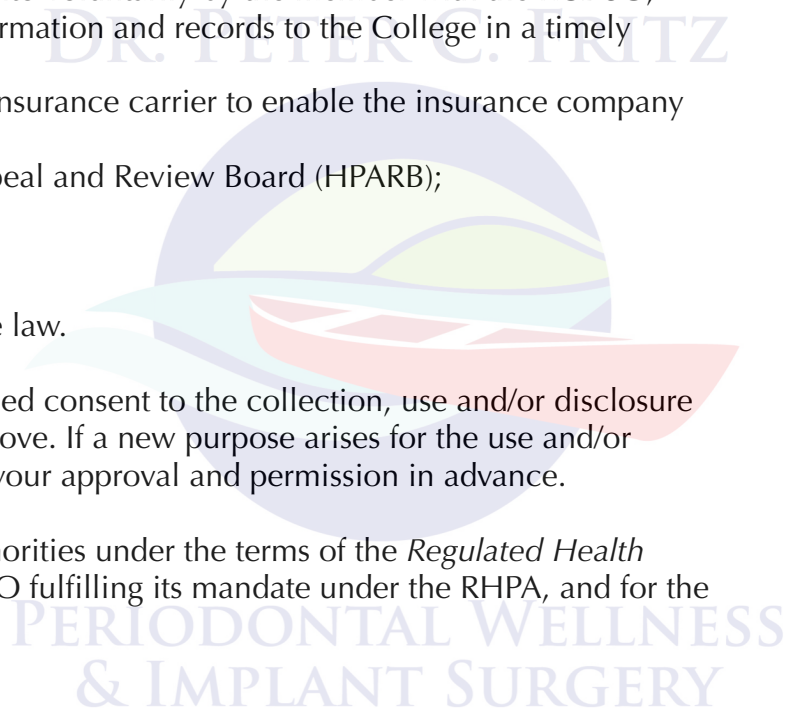 voluntarily by the
DR. PETER C. FRITZ
rmation and records to the College in a timely
nsurance carrier to enable the insurance company
peal and Review Board (HPARB);
e law.
ed consent to the collection, use and/or disclosure
ove. If a new purpose arises for the use and/or
your approval and permission in advance.
orities under the terms of the Regulated Health
O fulfilling its mandate under the RHPA, and for the
PERIODONTAL WELLNESS
& IMPLANT SURGERY